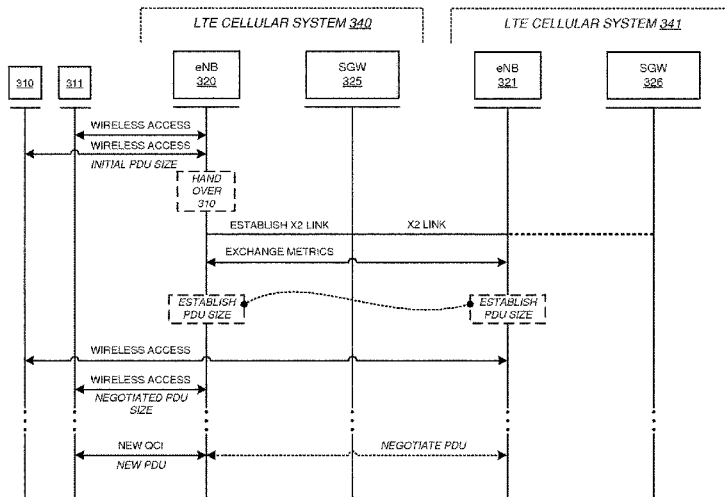 LTE CELLULAR SYSTEM 340
LTE CELLULAR SYSTEM 341
310
311
eNB
320
SGW
325
eNB
321
SGW
326
WIRELESS ACCESS
WIRELESS ACCESS
INITIAL PDU SIZE
HAND
OVER
310
ESTABLISH X2 LINK
X2 LINK
EXCHANGE METRICS
ESTABLISH
PDU SIZE
ESTABLISH
PDU SIZE
WIRELESS ACCESS
WIRELESS ACCESS
NEGOTIATED PDU
SIZE
NEW QCI
NEW PDU
NEGOTIATE PDU